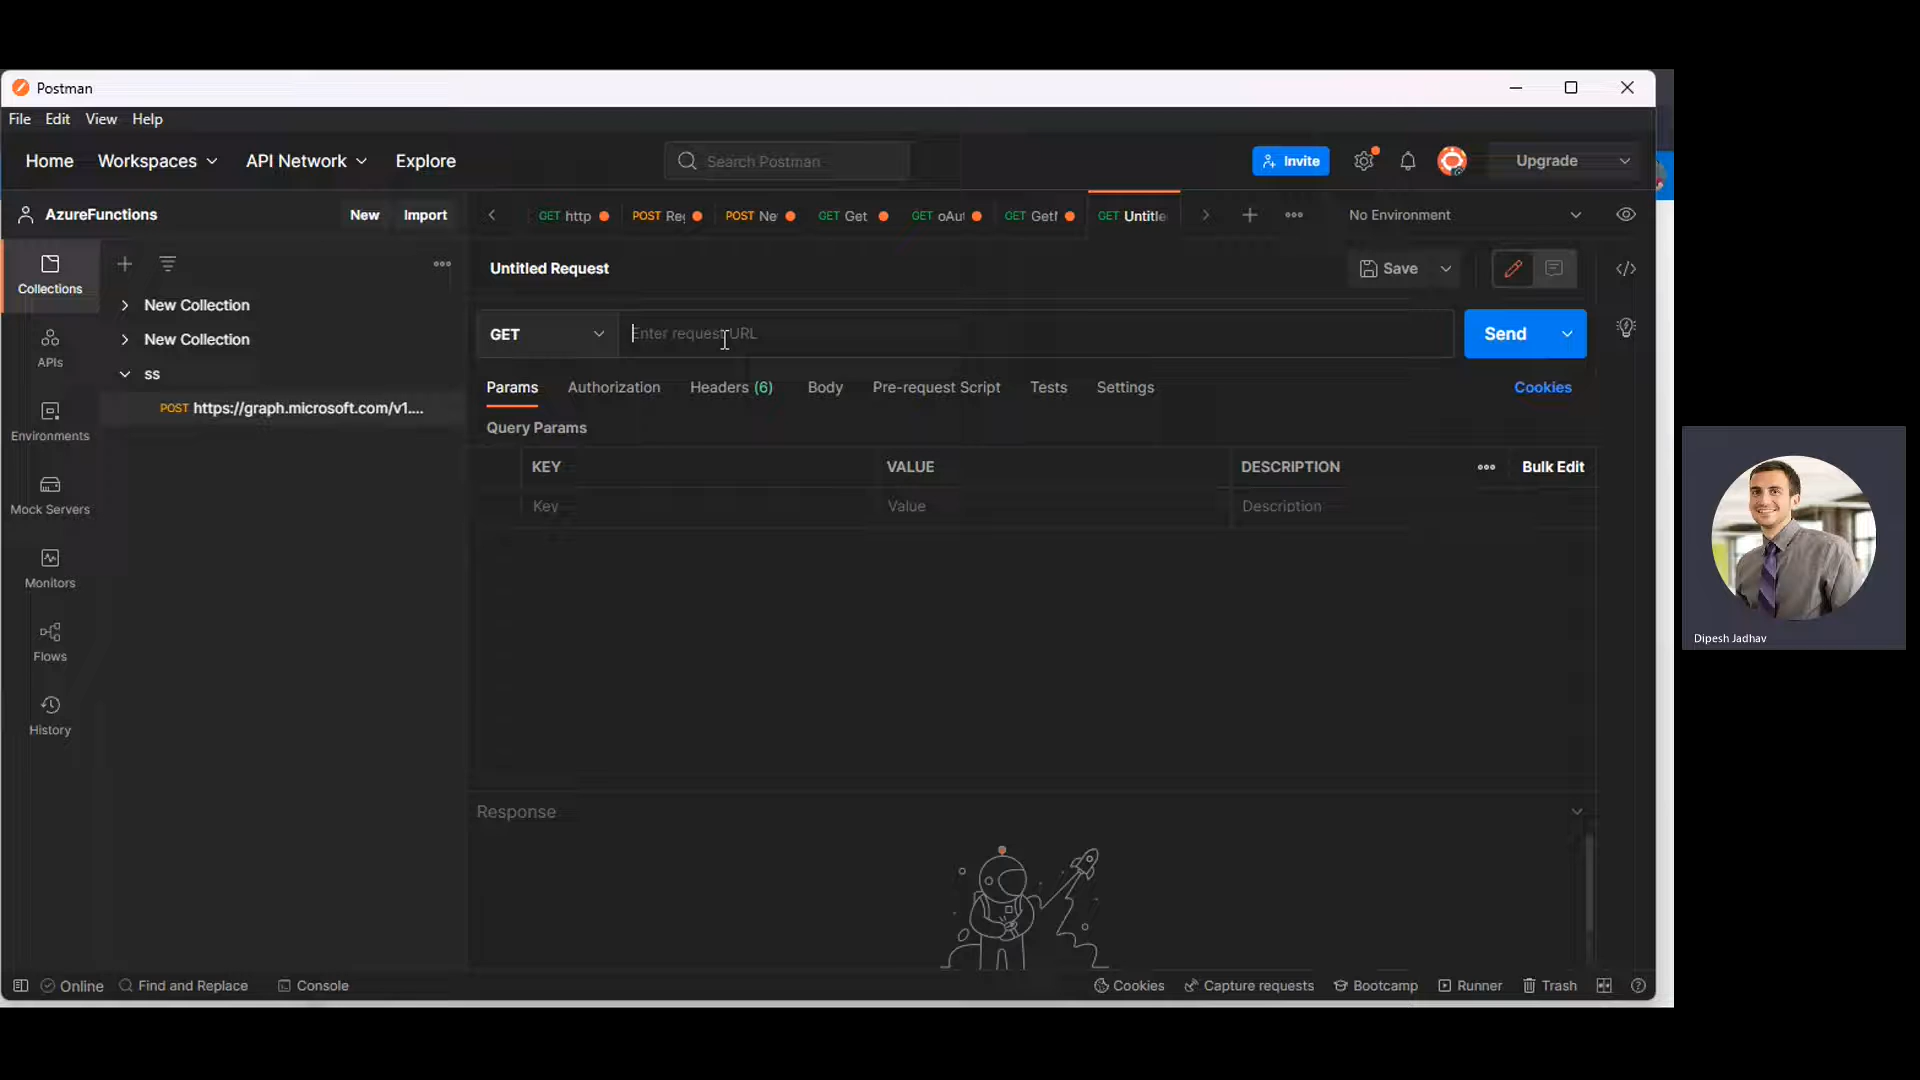 Postman
File Edit View Help
Home Workspaces API Network Explore Search Postman Invite Upgrade
AzureFunctions New Import
GET http POST Re POST Ne GET Get GET oAu GET Get GET Untitle No Environment
Collections
New Collection
New Collection
ss
POST https://graph.microsoft.com/v1....
APIs
Environments
Mock Servers
Monitors
Flows
History
Untitled Request Save
GET Enter request URL Send
Params Authorization Headers (6) Body Pre-request Script Tests Settings Cookies
Query Params
KEY VALUE DESCRIPTION Bulk Edit
Key Value Description
Response
Online Find and Replace Console Cookies Capture requests Bootcamp Runner Trash
Dipesh Jadhav